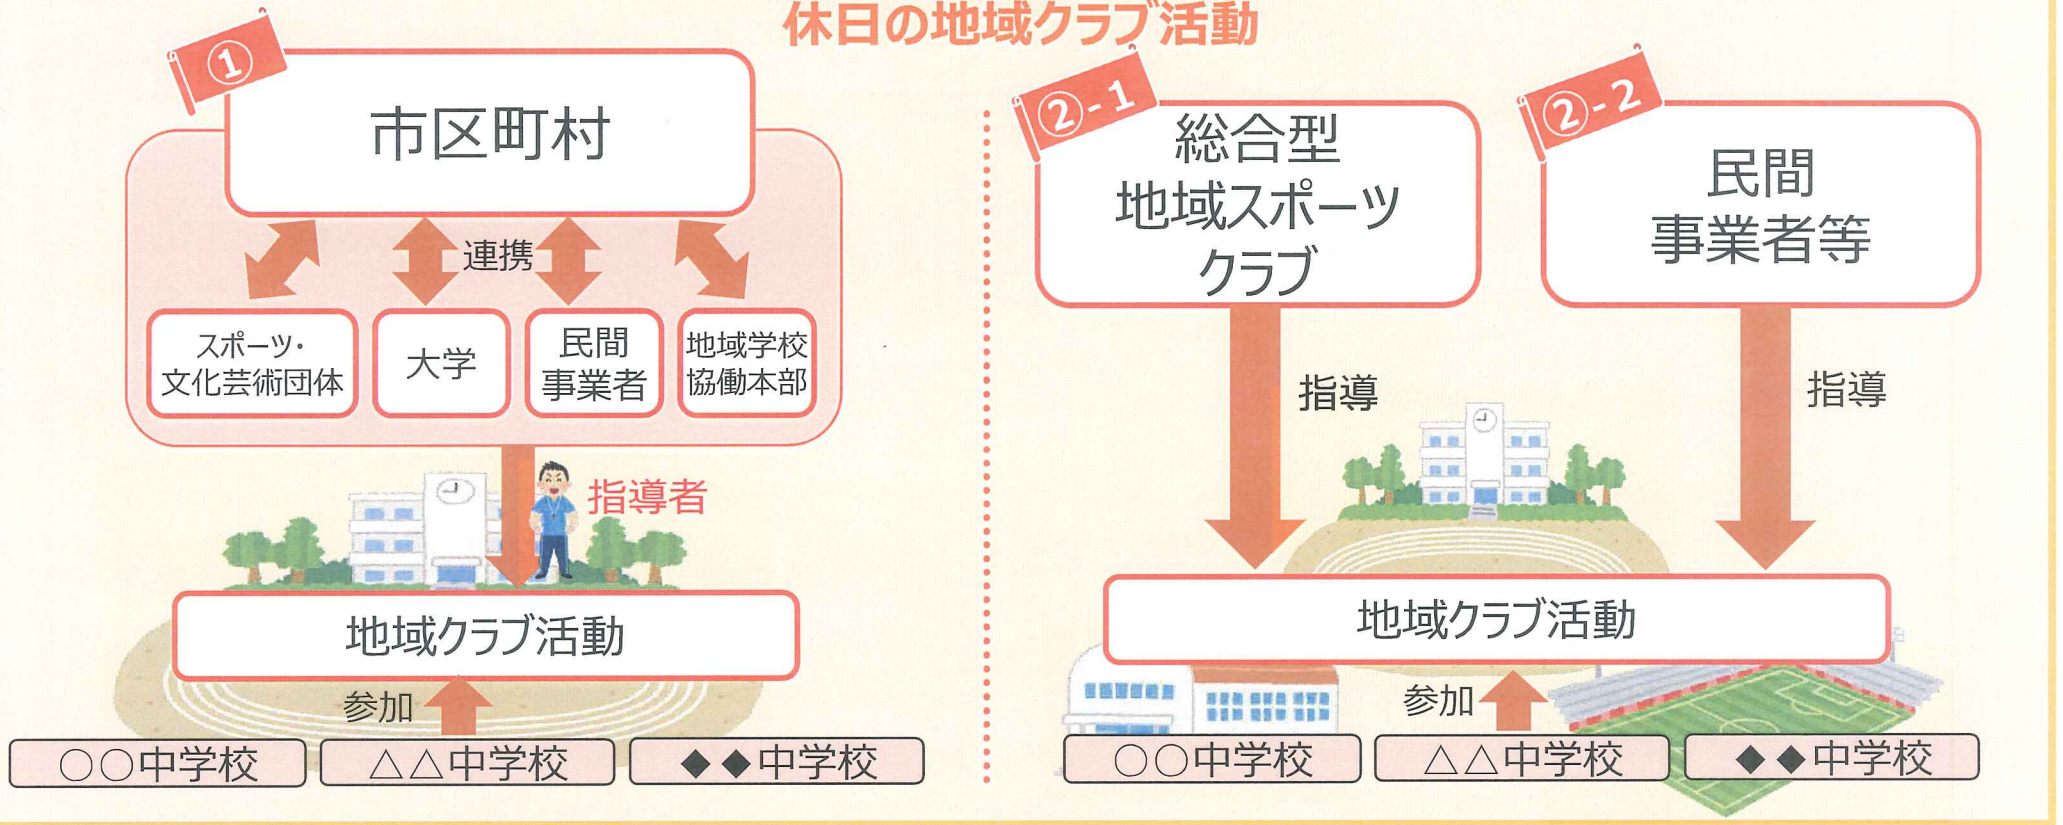 休日の地域クラブ活動
①
市区町村
連携
スポーツ・
文化芸術団体
大学
民間
事業者
地域学校
協働本部
指導者
地域クラブ活動
参加
○○中学校
△△中学校
◆◆中学校
②-1
総合型
地域スポーツ
クラブ
②-2
民間
事業者等
指導
指導
地域クラブ活動
参加
○○中学校
△△中学校
◆◆中学校